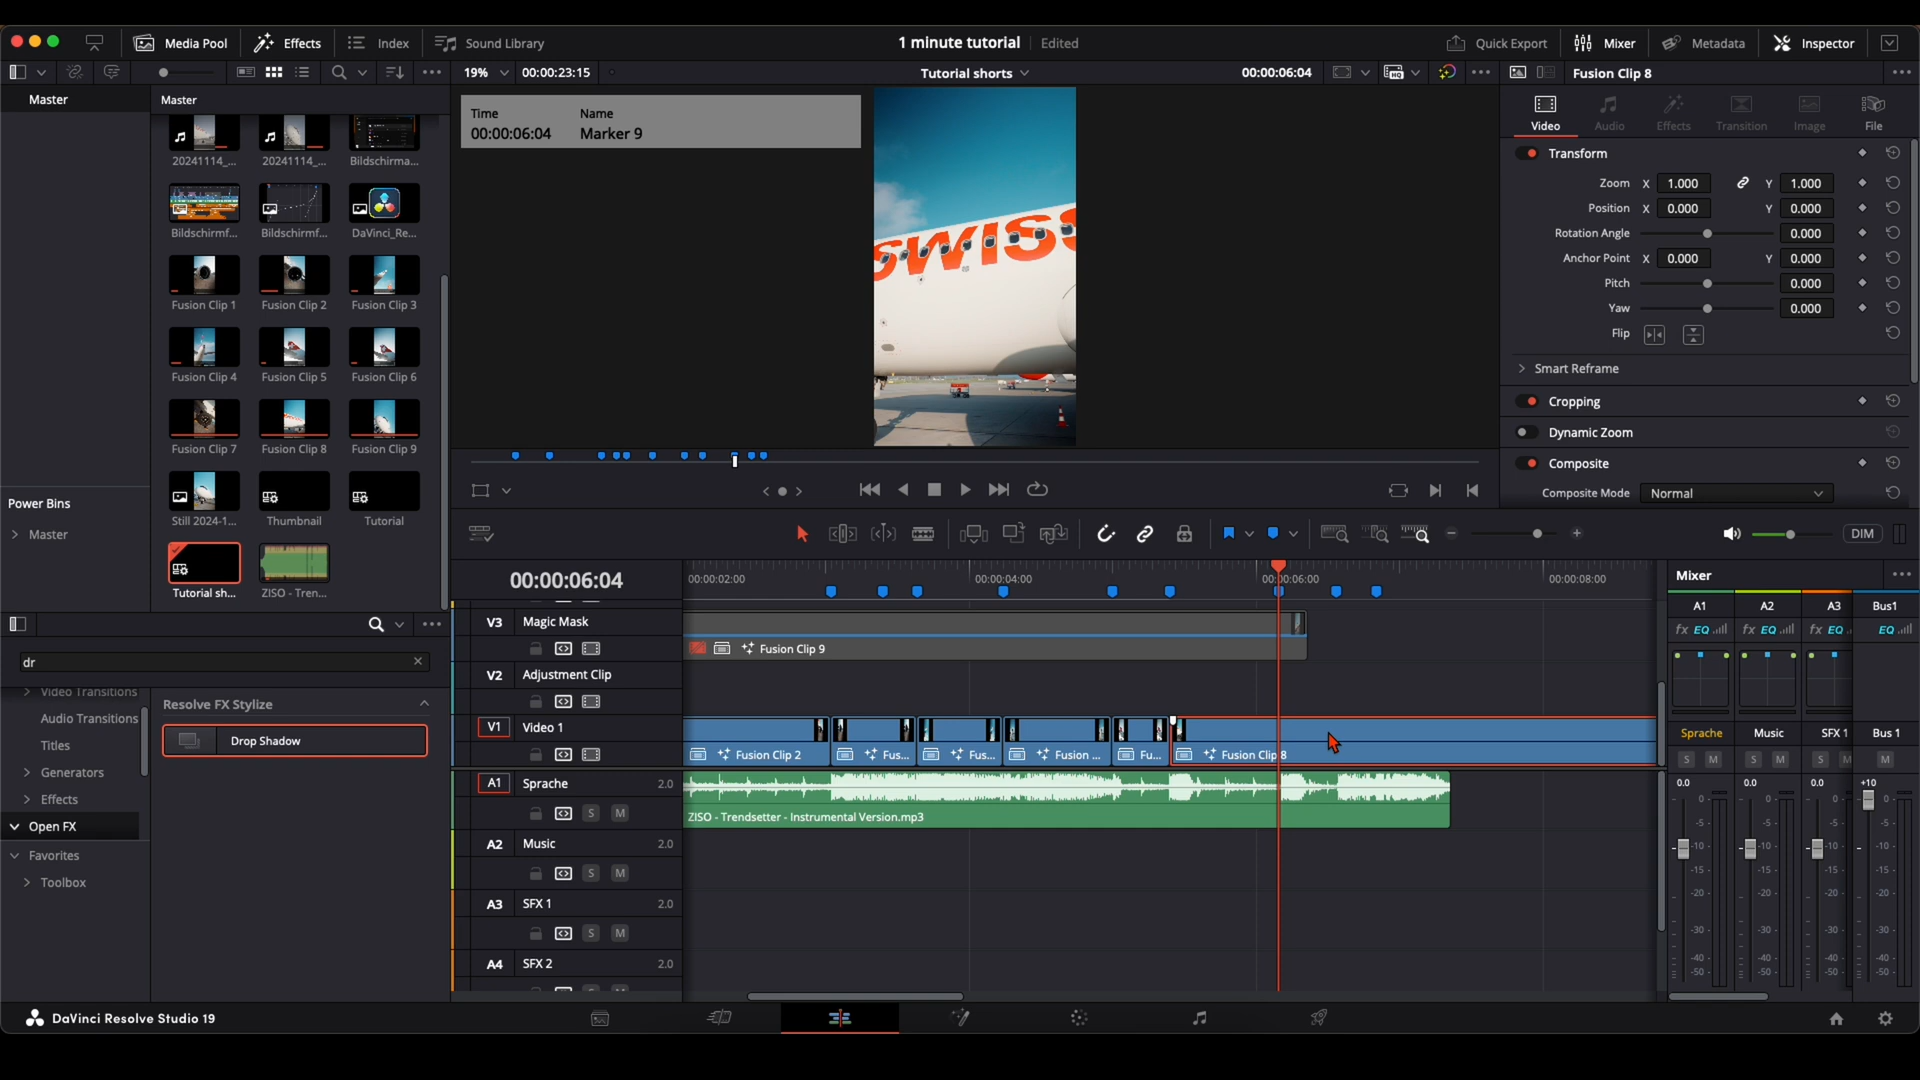 Media Pool
Effects
Index
Sound Library
1 minute tutorial
Edited
Quick Export
Mixer
Metadata
Inspector
19%
00:00:23:15
Tutorial shorts
00:00:06:04
Fusion Clip 8
Master
Master
Time
Name
00:00:06:04
Marker 9
SWISS
Video
Audio
Effects
Transition
Image
File
20241114_...
20241114_...
Bildschirma...
Bildschirmf...
Bildschirmf...
DaVinci_Re...
Fusion Clip 1
Fusion Clip 2
Fusion Clip 3
Fusion Clip 4
Fusion Clip 5
Fusion Clip 6
Fusion Clip 7
Fusion Clip 8
Fusion Clip 9
Still 2024-1...
Thumbnail
Tutorial
Tutorial sh...
ZISO - Tren...
Power Bins
Master
Transform
Zoom X 1.000 Y 1.000
Position X 0.000 Y 0.000
Rotation Angle 0.000
Anchor Point X 0.000 Y 0.000
Pitch 0.000
Yaw 0.000
Flip
Smart Reframe
Cropping
Dynamic Zoom
Composite
Composite Mode Normal
DIM
00:00:06:04
00:00:02:00
00:00:04:00
00:00:06:00
00:00:08:00
V3 Magic Mask
Fusion Clip 9
V2 Adjustment Clip
V1 Video 1
Fusion Clip 2
Fus...
Fus...
Fusion ...
Fu...
Fusion Clip 8
A1 Sprache 2.0
S M
ZISO - Trendsetter - Instrumental Version.mp3
A2 Music 2.0
S M
A3 SFX 1 2.0
S M
A4 SFX 2 2.0
dr
Video Transitions
Audio Transitions
Titles
Generators
Effects
Open FX
Favorites
Toolbox
Resolve FX Stylize
Drop Shadow
Mixer
A1 A2 A3 Bus1
fx EQ fx EQ fx EQ EQ
Sprache Music SFX 1 Bus 1
S M S M S M M
0.0 0.0 0.0 +10
0 0 0 0
-5 -5 -5 -5
-10 -10 -10 -10
-15 -15 -15 -15
-20 -20 -20 -20
-30 -30 -30 -30
-40 -40 -40 -40
-50 -50 -50 -50
DaVinci Resolve Studio 19